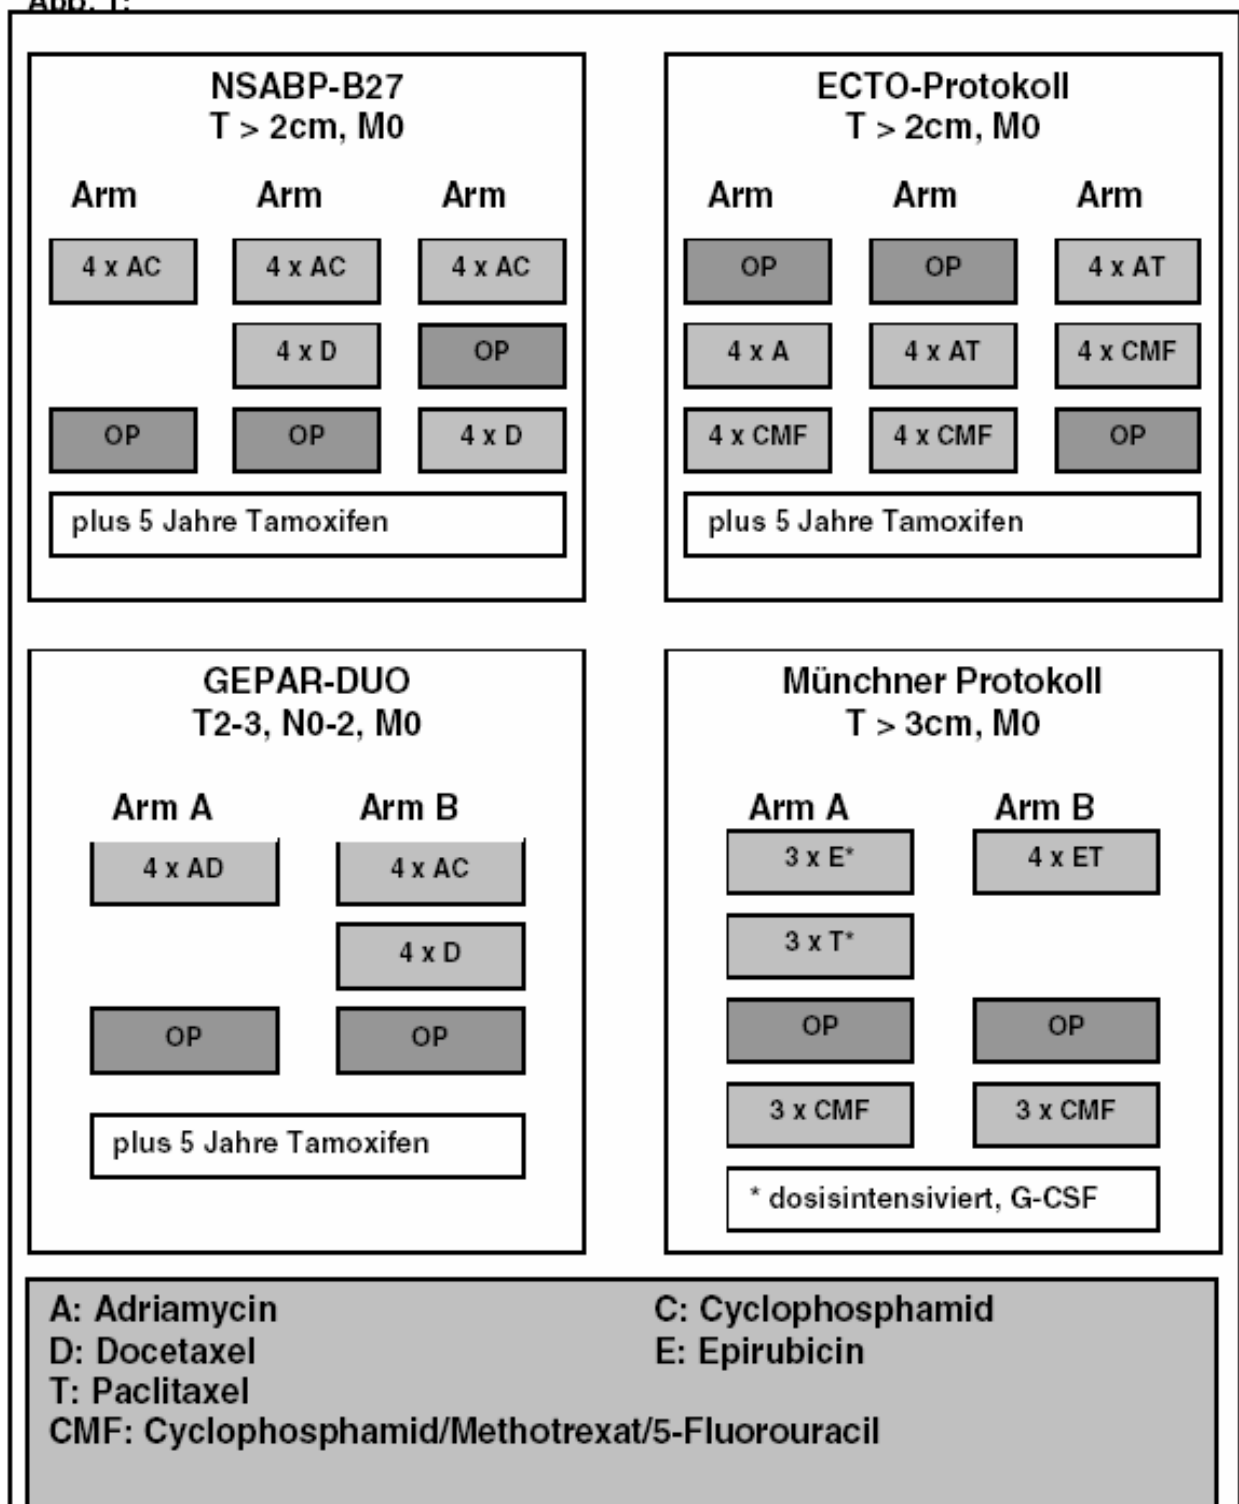 Abb. 1:
NSABP-B27
T > 2cm, M0
Arm Arm Arm
4 x AC 4 x AC 4 x AC
4 x D OP
OP OP 4 x D
plus 5 Jahre Tamoxifen
ECTO-Protokoll
T > 2cm, M0
Arm Arm Arm
OP OP 4 x AT
4 x A 4 x AT 4 x CMF
4 x CMF 4 x CMF OP
plus 5 Jahre Tamoxifen
GEPAR-DUO
T2-3, N0-2, M0
Arm A Arm B
4 x AD 4 x AC
4 x D
OP OP
plus 5 Jahre Tamoxifen
Münchner Protokoll
T > 3cm, M0
Arm A Arm B
3 x E* 4 x ET
3 x T*
OP OP
3 x CMF 3 x CMF
* dosisintensiviert, G-CSF
A: Adriamycin C: Cyclophosphamid
D: Docetaxel E: Epirubicin
T: Paclitaxel
CMF: Cyclophosphamid/Methotrexat/5-Fluorouracil